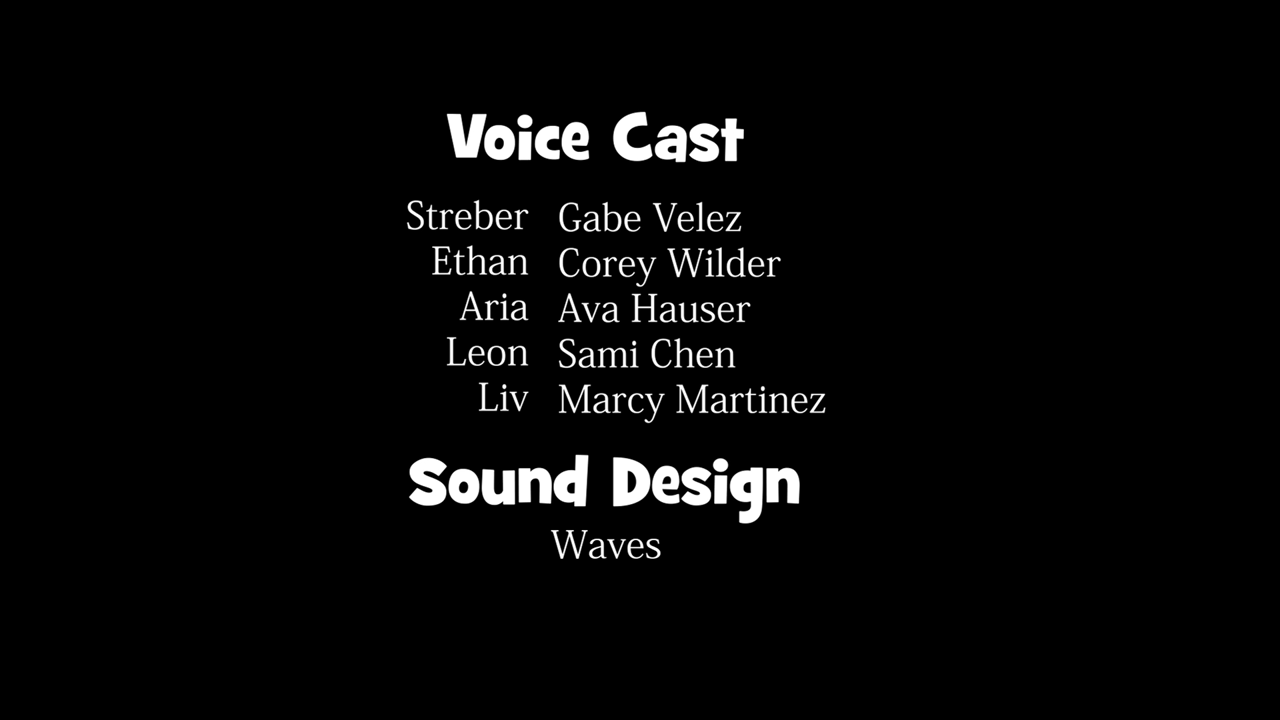 Voice Cast
Streber Gabe Velez
Ethan Corey Wilder
Aria Ava Hauser
Leon Sami Chen
Liv Marcy Martinez
Sound Design
Waves